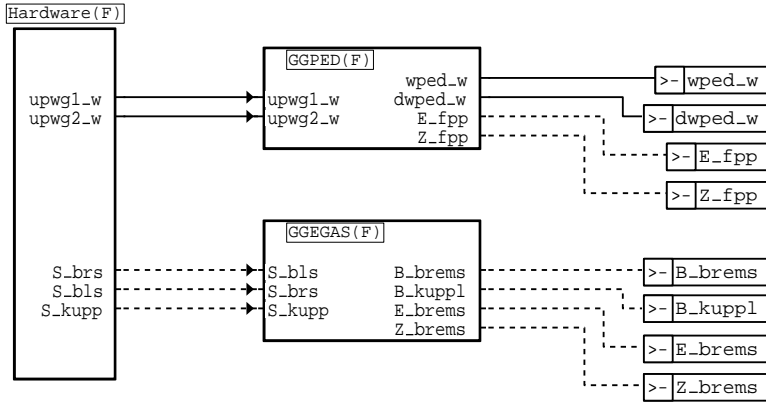 Hardware(F)
GGPED(F)
wped_w
>- wped_w
upwg1_w
upwg1_w
dwped_w
upwg2_w
upwg2_w
E_fpp
>- dwped_w
Z_fpp
>- E_fpp
>- Z_fpp
GGEGAS(F)
S_brs
S_bls
B_brems
>- B_brems
S_bls
S_brs
B_kuppl
S_kupp
S_kupp
E_brems
>- B_kuppl
Z_brems
>- E_brems
>- Z_brems